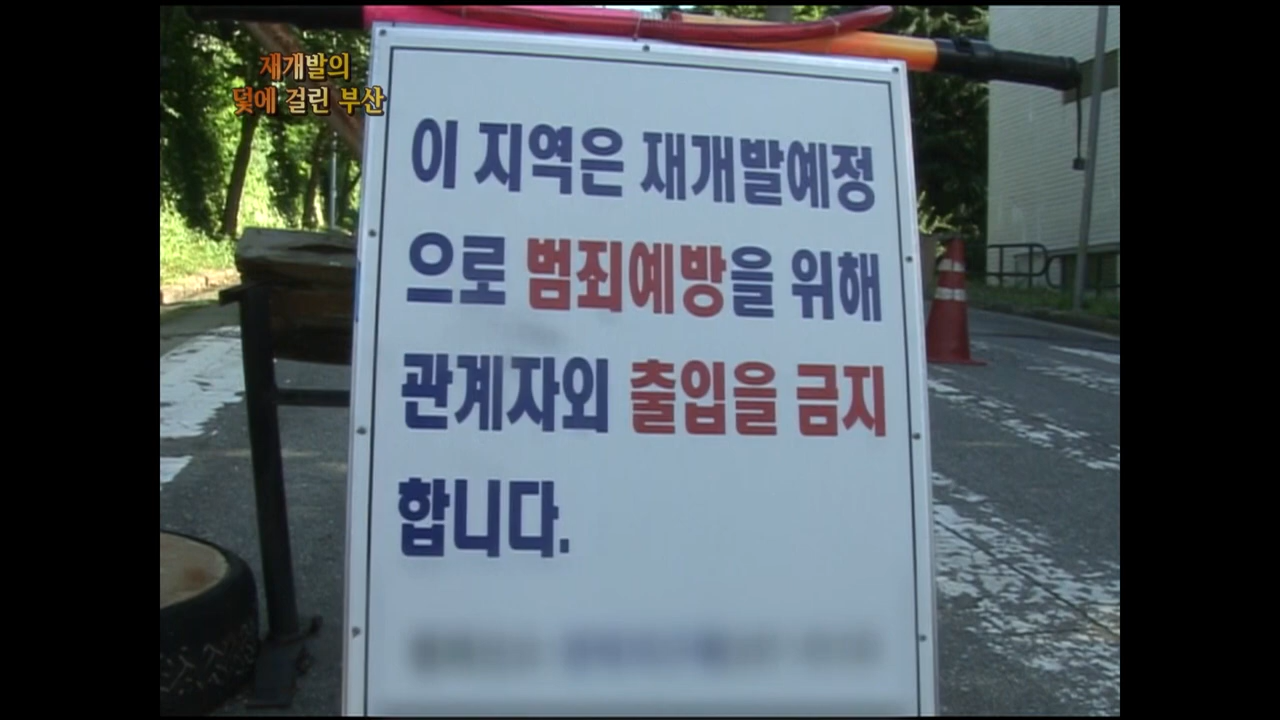 재개발의
덫에 걸린 부산
이 지역은 재개발예정
으로 범죄예방을 위해
관계자외 출입을 금지
합니다.